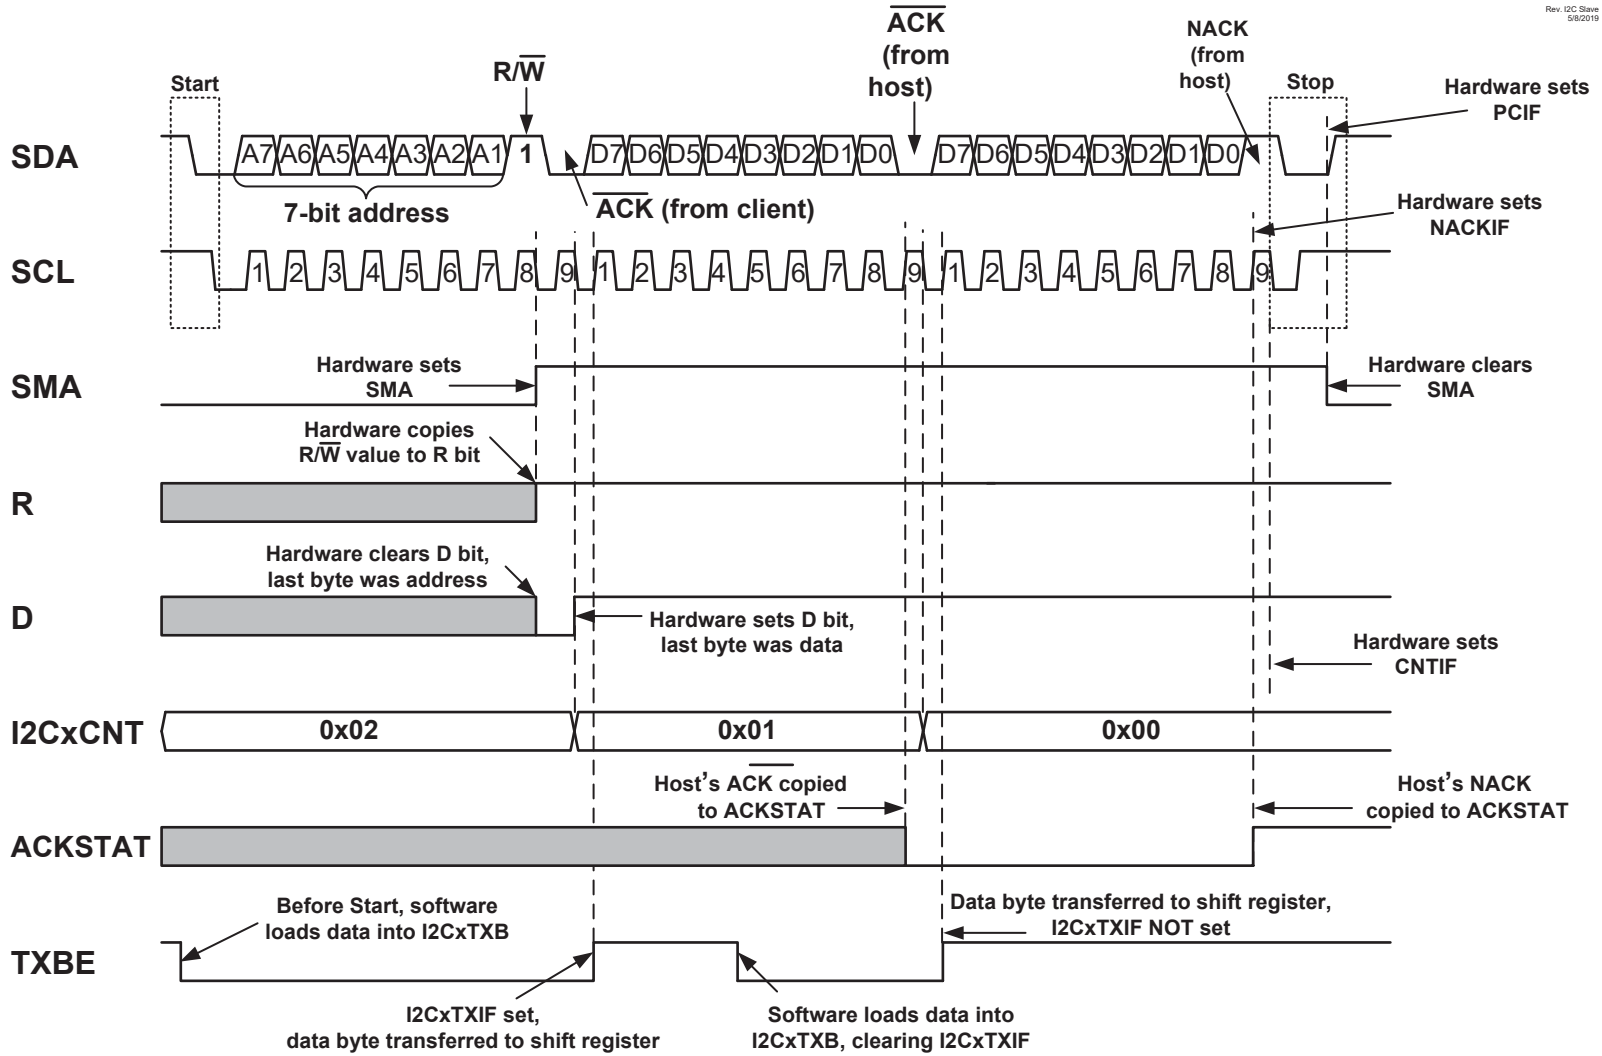 Rev. I2C Slave
5/8/2019
Start
R/W
ACK
(from
host)
NACK
(from
host)
Stop
Hardware sets
PCIF
SDA
A7 A6 A5 A4 A3 A2 A1 1 D7 D6 D5 D4 D3 D2 D1 D0 D7 D6 D5 D4 D3 D2 D1 D0
7-bit address
ACK (from client)
Hardware sets
NACKIF
SCL
1 2 3 4 5 6 7 8 9 1 2 3 4 5 6 7 8 9 1 2 3 4 5 6 7 8 9
SMA
Hardware sets
SMA
Hardware clears
SMA
Hardware copies
R/W value to R bit
R
Hardware clears D bit,
last byte was address
D
Hardware sets D bit,
last byte was data
Hardware sets
CNTIF
I2CxCNT
0x02 0x01 0x00
Host's ACK copied
to ACKSTAT
Host's NACK
copied to ACKSTAT
ACKSTAT
Before Start, software
loads data into I2CxTXB
Data byte transferred to shift register,
I2CxTXIF NOT set
TXBE
I2CxTXIF set,
data byte transferred to shift register
Software loads data into
I2CxTXB, clearing I2CxTXIF